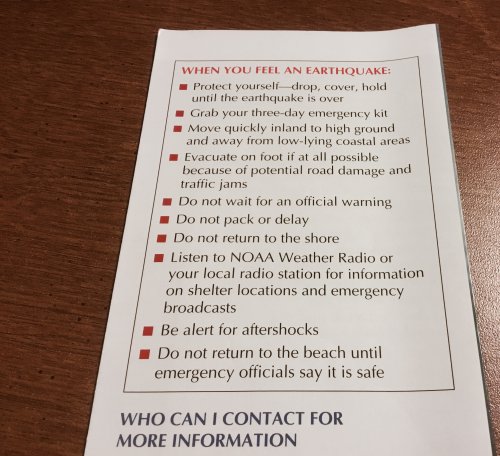 WHEN YOU FEEL AN EARTHQUAKE:
■ Protect yourself—drop, cover, hold
until the earthquake is over
■ Grab your three-day emergency kit
■ Move quickly inland to high ground
and away from low-lying coastal areas
■ Evacuate on foot if at all possible
because of potential road damage and
traffic jams
■ Do not wait for an official warning
■ Do not pack or delay
■ Do not return to the shore
■ Listen to NOAA Weather Radio or
your local radio station for information
on shelter locations and emergency
broadcasts
■ Be alert for aftershocks
■ Do not return to the beach until
emergency officials say it is safe
WHO CAN I CONTACT FOR
MORE INFORMATION